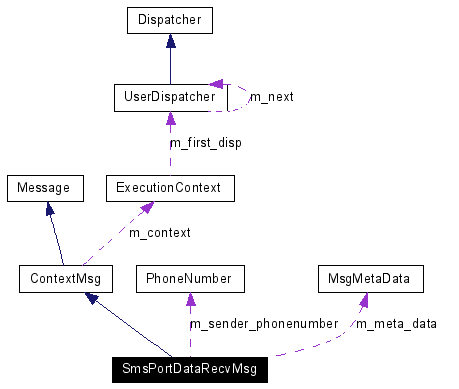 Dispatcher
UserDispatcher
m_next
m_first_disp
Message
ExecutionContext
m_context
ContextMsg
PhoneNumber
MsgMetaData
m_sender_phonenumber
m_meta_data
SmsPortDataRecvMsg